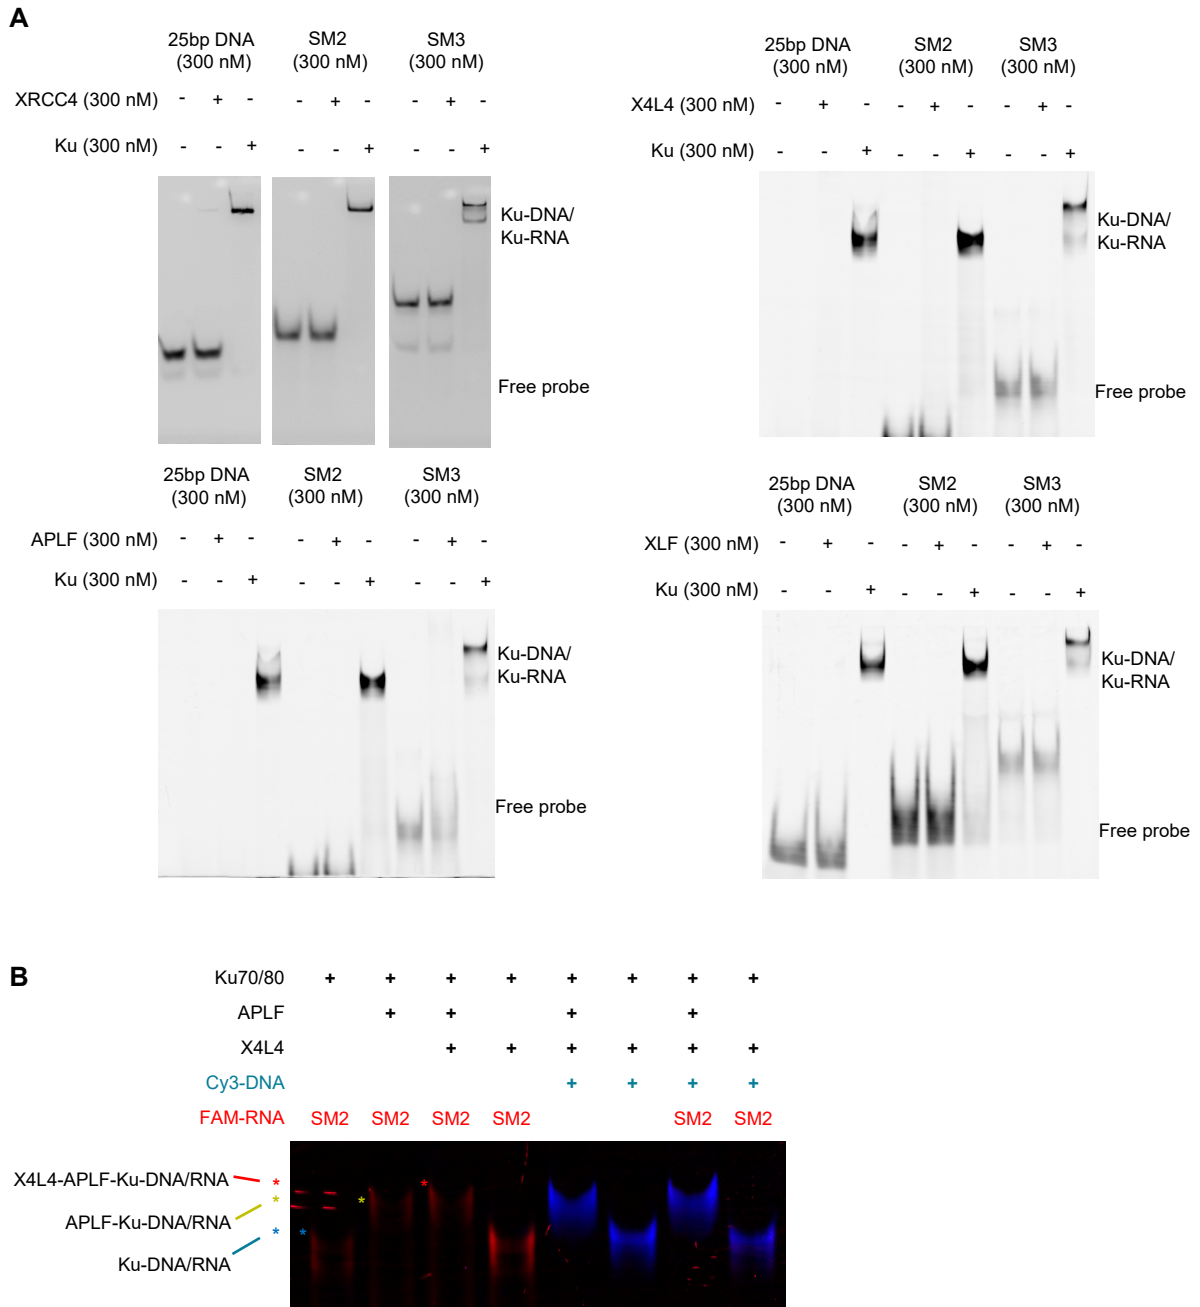 A
25bp DNA
(300 nM)
SM2
(300 nM)
SM3
(300 nM)
XRCC4 (300 nM) - + - - + - - + -
Ku (300 nM) - - + - - + - - +
Ku-DNA/
Ku-RNA
Free probe
25bp DNA
(300 nM)
SM2
(300 nM)
SM3
(300 nM)
X4L4 (300 nM) - + - - + - - + -
Ku (300 nM) - - + - - + - - +
Ku-DNA/
Ku-RNA
Free probe
25bp DNA
(300 nM)
SM2
(300 nM)
SM3
(300 nM)
APLF (300 nM) - + - - + - - + -
Ku (300 nM) - - + - - + - - +
Ku-DNA/
Ku-RNA
Free probe
25bp DNA
(300 nM)
SM2
(300 nM)
SM3
(300 nM)
XLF (300 nM) - + - - + - - + -
Ku (300 nM) - - + - - + - - +
Ku-DNA/
Ku-RNA
Free probe
B
Ku70/80 + + + + + + + +
APLF + + + +
X4L4 + + + + + +
Cy3-DNA + + + +
FAM-RNA SM2 SM2 SM2 SM2 SM2 SM2
X4L4-APLF-Ku-DNA/RNA * *
APLF-Ku-DNA/RNA * *
Ku-DNA/RNA * *